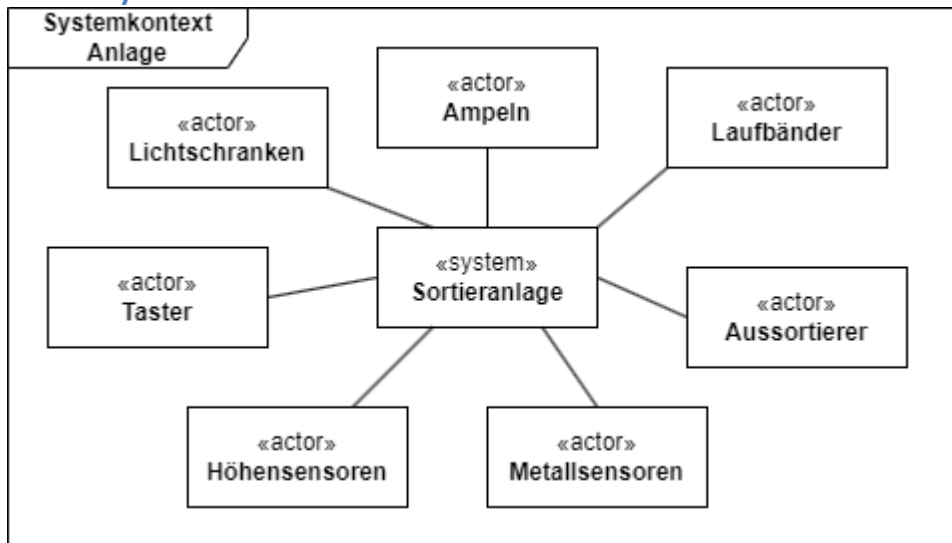 Systemkontext
Anlage
«actor»
Ampeln
«actor»
Laufbänder
«actor»
Lichtschranken
«system»
Sortieranlage
«actor»
Taster
«actor»
Aussortierer
«actor»
Höhensensoren
«actor»
Metallsensoren